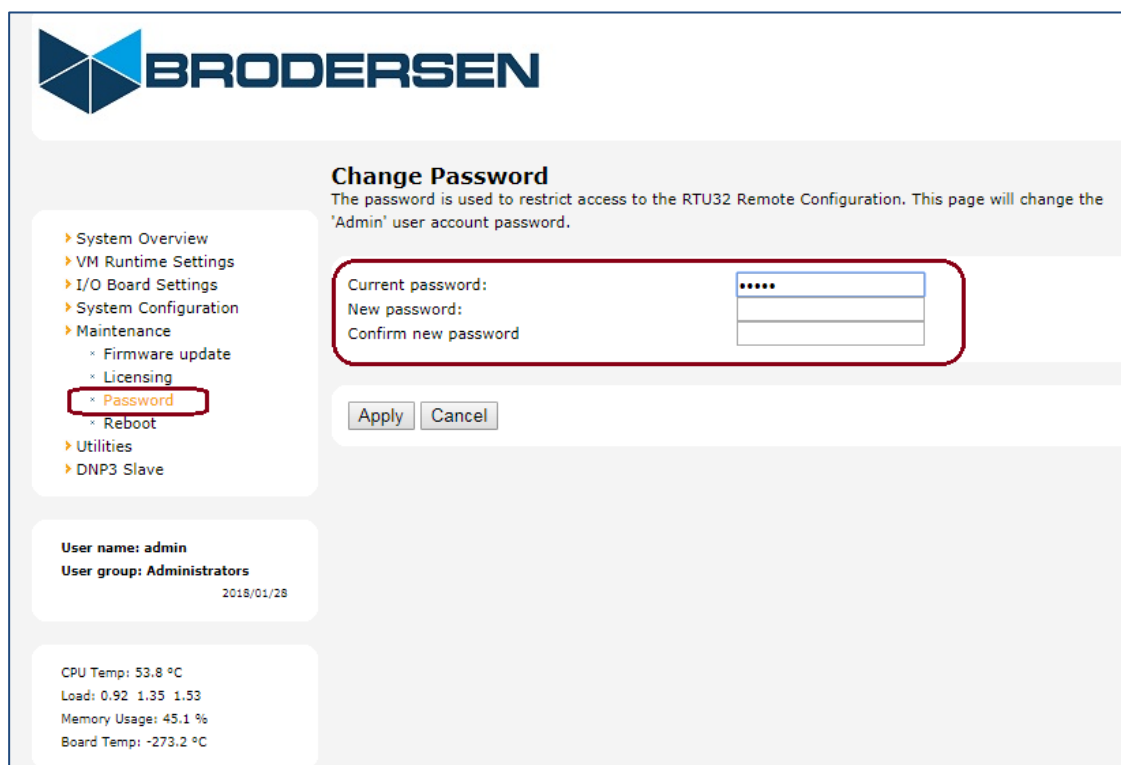 BRODERSEN
Change Password
The password is used to restrict access to the RTU32 Remote Configuration. This page will change the
'Admin' user account password.
System Overview
VM Runtime Settings
I/O Board Settings
System Configuration
Maintenance
Firmware update
Licensing
Password
Reboot
Utilities
DNP3 Slave
Current password: •••••
New password:
Confirm new password
Apply Cancel
User name: admin
User group: Administrators
2018/01/28
CPU Temp: 53.8 ºC
Load: 0.92 1.35 1.53
Memory Usage: 45.1 %
Board Temp: -273.2 ºC